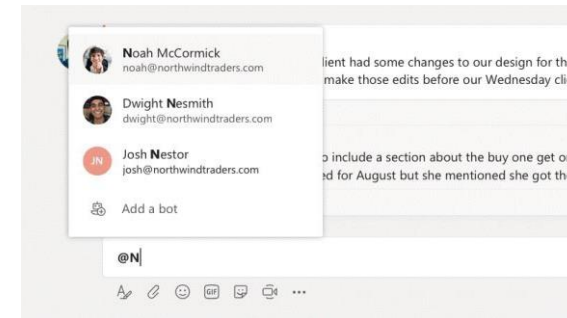 Noah McCormick
noah@northwindtraders.com
lient had some changes to our design for th
make those edits before our Wednesday cli
Dwight Nesmith
dwight@northwindtraders.com
JN
Josh Nestor
josh@northwindtraders.com
include a section about the buy one get
ed for August but she mentioned she got th
Add a bot
@N
GIF